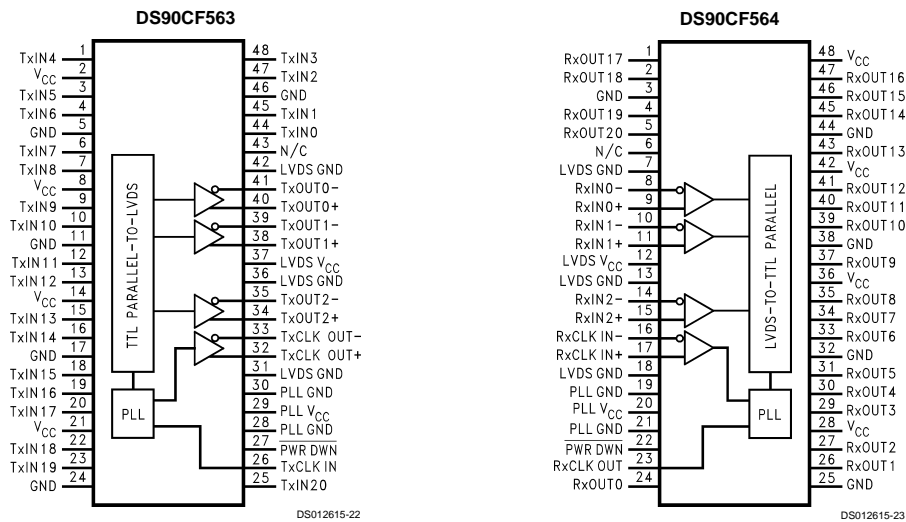 DS90CF563
TxIN4 1
VCC 2
TxIN5 3
TxIN6 4
GND 5
TxIN7 6
TxIN8 7
VCC 8
TxIN9 9
TxIN10 10
GND 11
TxIN11 12
TxIN12 13
VCC 14
TxIN13 15
TxIN14 16
GND 17
TxIN15 18
TxIN16 19
TxIN17 20
VCC 21
TxIN18 22
TxIN19 23
GND 24
TTL PARALLEL-TO-LVDS
PLL
48 TxIN3
47 TxIN2
46 GND
45 TxIN1
44 TxIN0
43 N/C
42 LVDS GND
41 TxOUT0-
40 TxOUT0+
39 TxOUT1-
38 TxOUT1+
37 LVDS VCC
36 LVDS GND
35 TxOUT2-
34 TxOUT2+
33 TxCLK OUT-
32 TxCLK OUT+
31 LVDS GND
30 PLL GND
29 PLL VCC
28 PLL GND
27 PWR DWN
26 TxCLK IN
25 TxIN20
DS012615-22
DS90CF564
RxOUT17 1
RxOUT18 2
GND 3
RxOUT19 4
RxOUT20 5
N/C 6
LVDS GND 7
RxIN0- 8
RxIN0+ 9
RxIN1- 10
RxIN1+ 11
LVDS VCC 12
LVDS GND 13
RxIN2- 14
RxIN2+ 15
RxCLK IN- 16
RxCLK IN+ 17
LVDS GND 18
PLL GND 19
PLL VCC 20
PLL GND 21
PWR DWN 22
RxCLK OUT 23
RxOUT0 24
LVDS-TO-TTL PARALLEL
PLL
48 VCC
47 RxOUT16
46 RxOUT15
45 RxOUT14
44 GND
43 RxOUT13
42 VCC
41 RxOUT12
40 RxOUT11
39 RxOUT10
38 GND
37 RxOUT9
36 VCC
35 RxOUT8
34 RxOUT7
33 RxOUT6
32 GND
31 RxOUT5
30 RxOUT4
29 RxOUT3
28 VCC
27 RxOUT2
26 RxOUT1
25 GND
DS012615-23